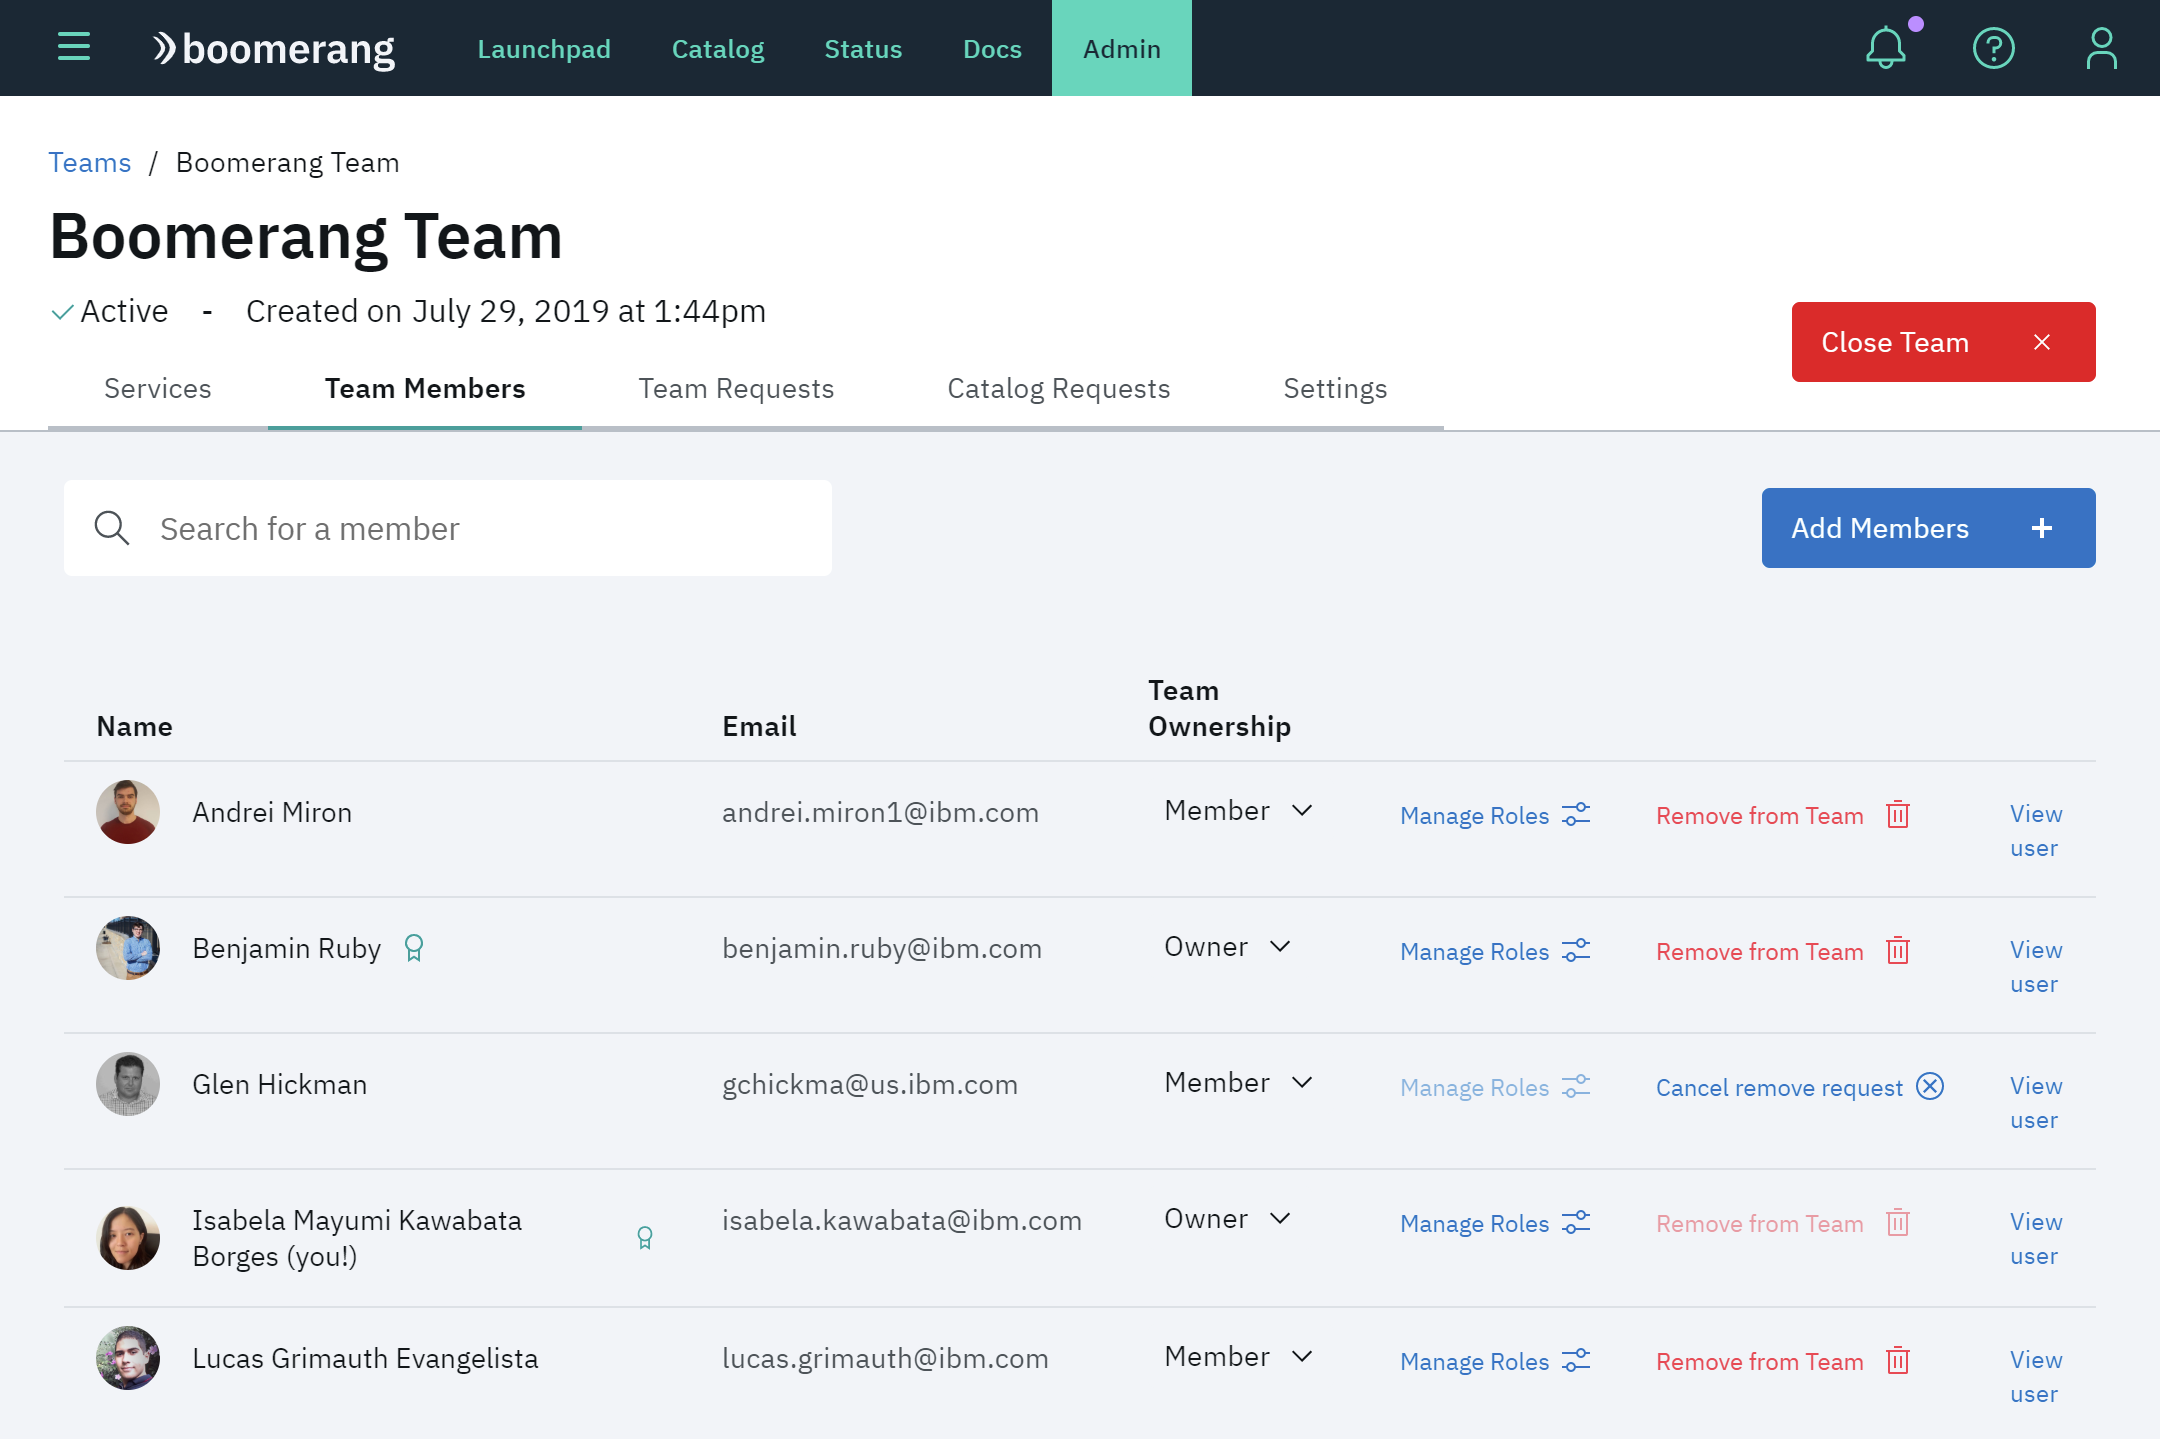 boomerang Launchpad Catalog Status Docs Admin
Teams / Boomerang Team
Boomerang Team
Active - Created on July 29, 2019 at 1:44pm
Close Team
Services Team Members Team Requests Catalog Requests Settings
Search for a member
Add Members
Name Email Team Ownership
Andrei Miron andrei.miron1@ibm.com Member Manage Roles Remove from Team View user
Benjamin Ruby benjamin.ruby@ibm.com Owner Manage Roles Remove from Team View user
Glen Hickman gchickma@us.ibm.com Member Manage Roles Cancel remove request View user
Isabela Mayumi Kawabata Borges (you!) isabela.kawabata@ibm.com Owner Manage Roles Remove from Team View user
Lucas Grimauth Evangelista lucas.grimauth@ibm.com Member Manage Roles Remove from Team View user